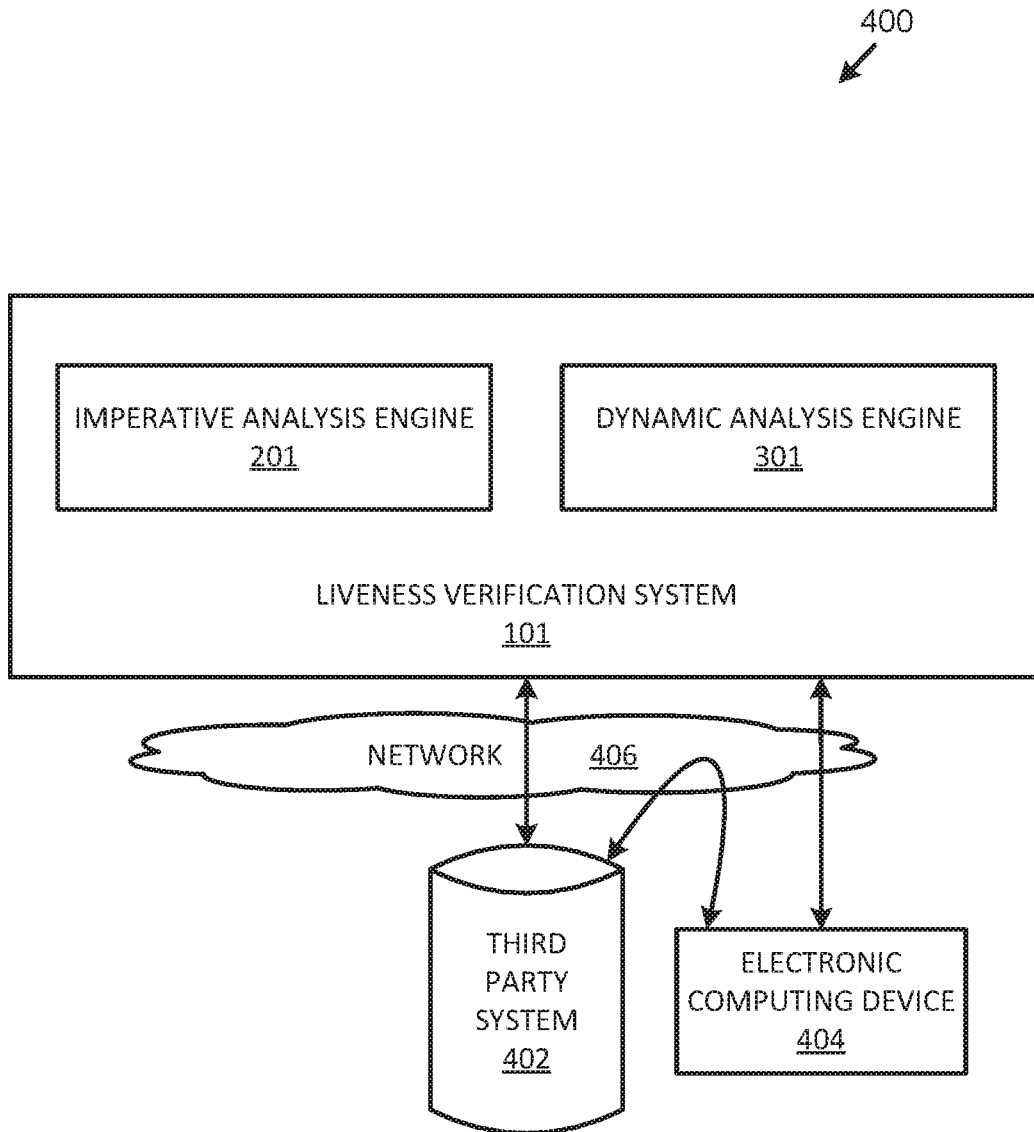 400
IMPERATIVE ANALYSIS ENGINE
201
DYNAMIC ANALYSIS ENGINE
301
LIVENESS VERIFICATION SYSTEM
101
NETWORK 406
THIRD
PARTY
SYSTEM
402
ELECTRONIC
COMPUTING DEVICE
404